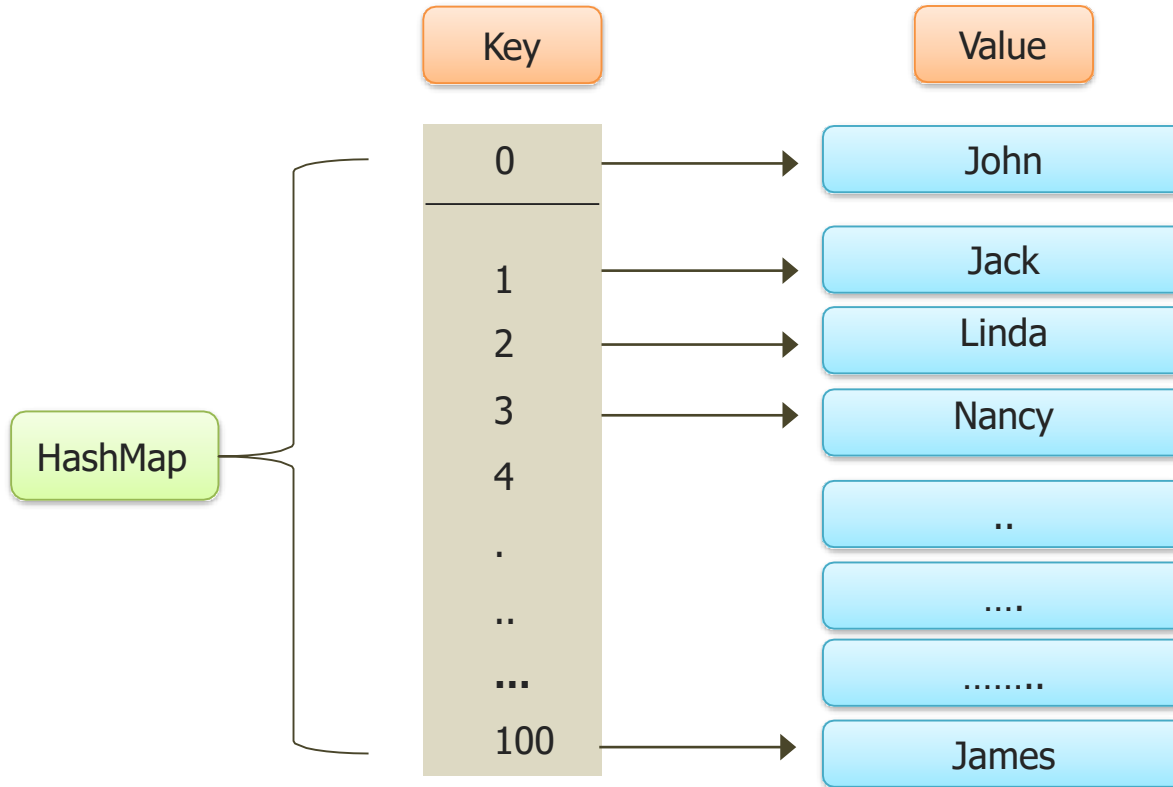 Key Value
0 John
1 Jack
2 Linda
3 Nancy
HashMap
4
. ..
.. ....
... ........
100 James